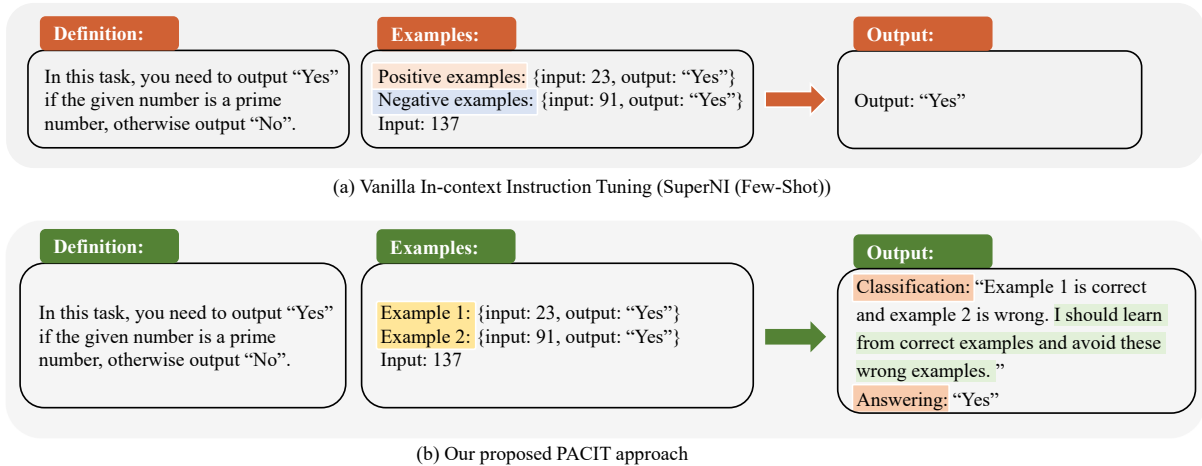 Definition:
Examples:
Output:
In this task, you need to output “Yes”
if the given number is a prime
number, otherwise output “No”.
Positive examples: {input: 23, output: “Yes”}
Negative examples: {input: 91, output: “Yes”}
Input: 137
Output: “Yes”
(a) Vanilla In-context Instruction Tuning (SuperNI (Few-Shot))
Definition:
Examples:
Output:
In this task, you need to output “Yes”
if the given number is a prime
number, otherwise output “No”.
Example 1: {input: 23, output: “Yes”}
Example 2: {input: 91, output: “Yes”}
Input: 137
Classification: “Example 1 is correct
and example 2 is wrong. I should learn
from correct examples and avoid these
wrong examples. ”
Answering: “Yes”
(b) Our proposed PACIT approach